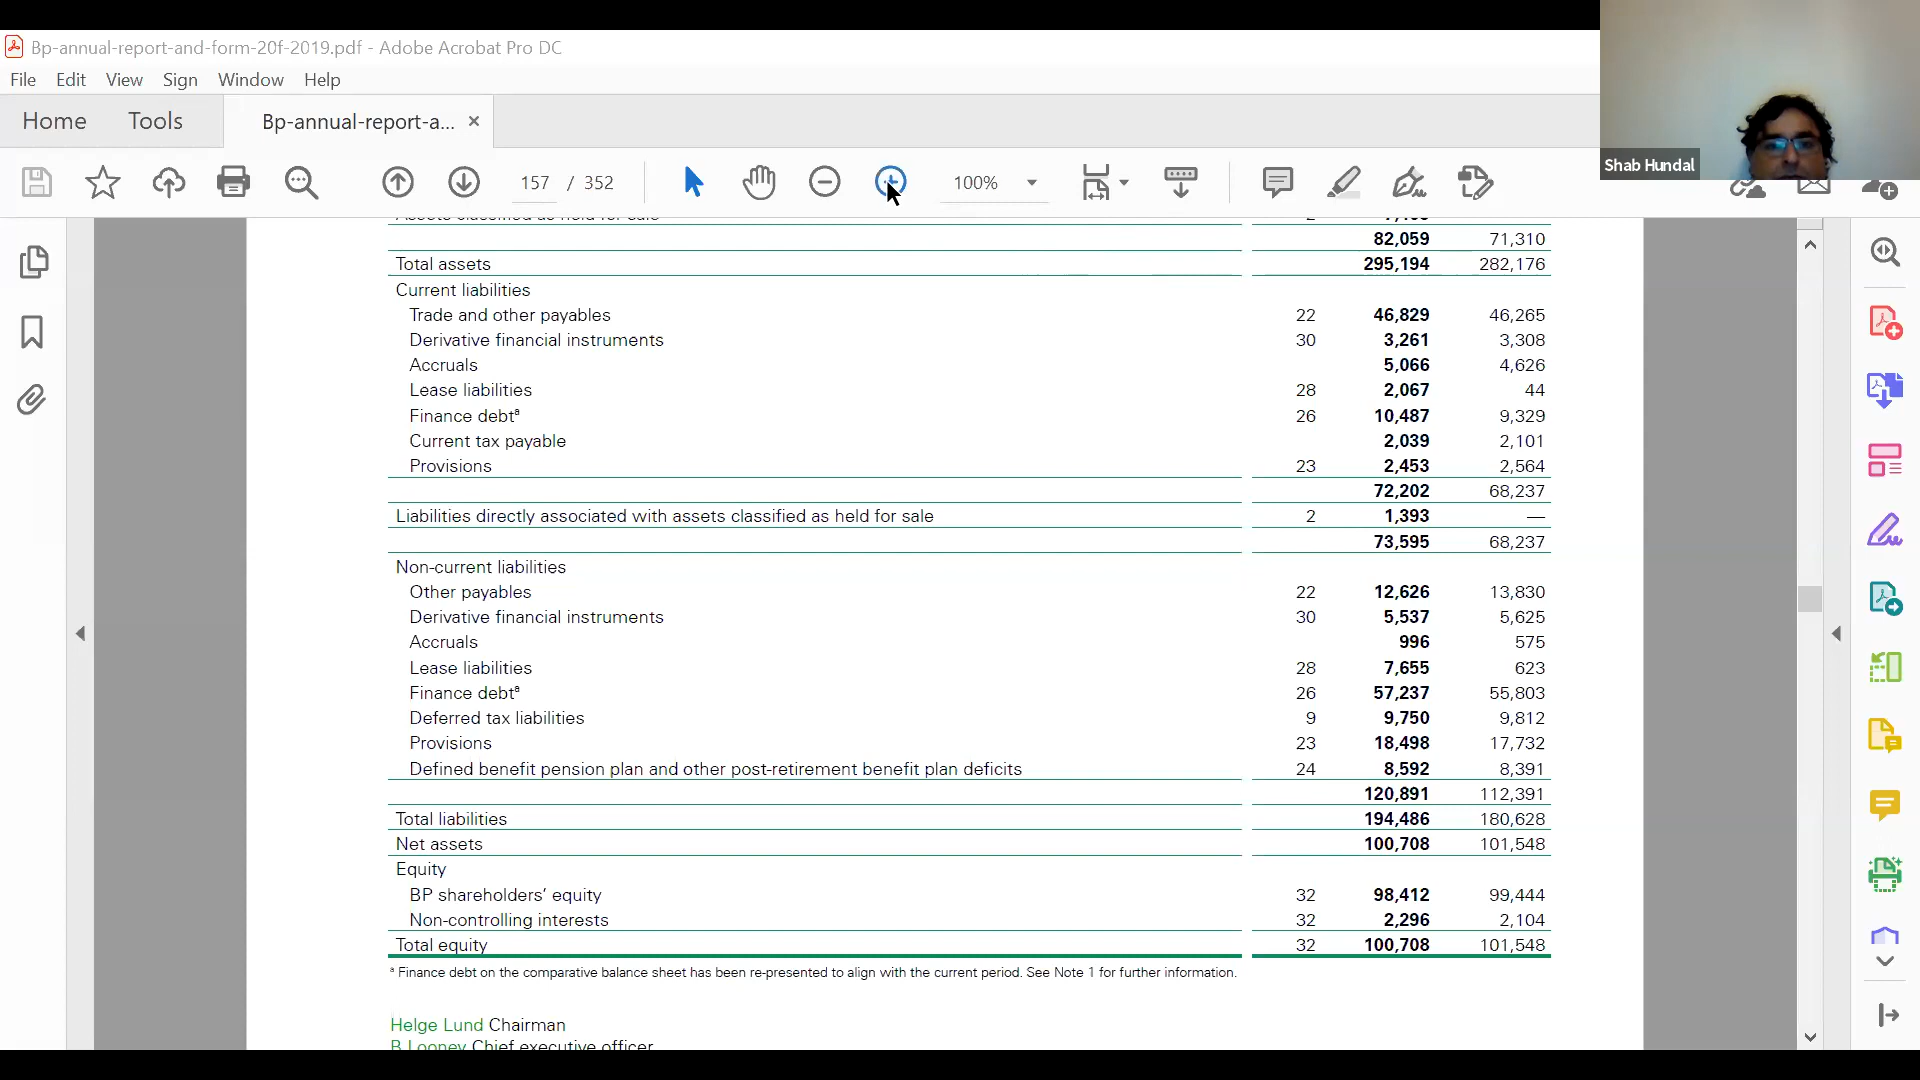 Bp-annual-report-and-form-20f-2019.pdf - Adobe Acrobat Pro DC
File Edit View Sign Window Help
Home Tools Bp-annual-report-a... ×
Shab Hundal
157 / 352 100%
Assets classified as held for sale 2
82,059 71,310
Total assets 295,194 282,176
Current liabilities
Trade and other payables 22 46,829 46,265
Derivative financial instruments 30 3,261 3,308
Accruals 5,066 4,626
Lease liabilities 28 2,067 44
Finance debtª 26 10,487 9,329
Current tax payable 2,039 2,101
Provisions 23 2,453 2,564
72,202 68,237
Liabilities directly associated with assets classified as held for sale 2 1,393 —
73,595 68,237
Non-current liabilities
Other payables 22 12,626 13,830
Derivative financial instruments 30 5,537 5,625
Accruals 996 575
Lease liabilities 28 7,655 623
Finance debtª 26 57,237 55,803
Deferred tax liabilities 9 9,750 9,812
Provisions 23 18,498 17,732
Defined benefit pension plan and other post-retirement benefit plan deficits 24 8,592 8,391
120,891 112,391
Total liabilities 194,486 180,628
Net assets 100,708 101,548
Equity
BP shareholders’ equity 32 98,412 99,444
Non-controlling interests 32 2,296 2,104
Total equity 32 100,708 101,548
ª Finance debt on the comparative balance sheet has been re-presented to align with the current period. See Note 1 for further information.
Helge Lund Chairman
B Looney Chief executive officer